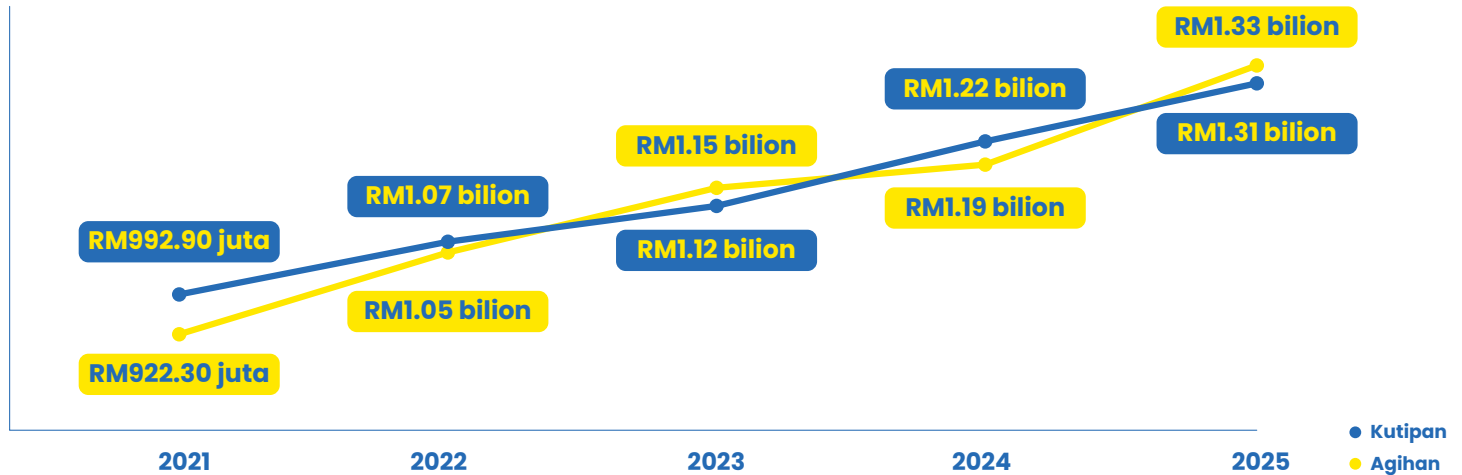 RM1.33 bilion
RM1.22 bilion
RM1.31 bilion
RM1.15 bilion
RM1.07 bilion
RM1.19 bilion
RM992.90 juta
RM1.12 bilion
RM1.05 bilion
RM922.30 juta
2021
2022
2023
2024
2025
Kutipan
Agihan